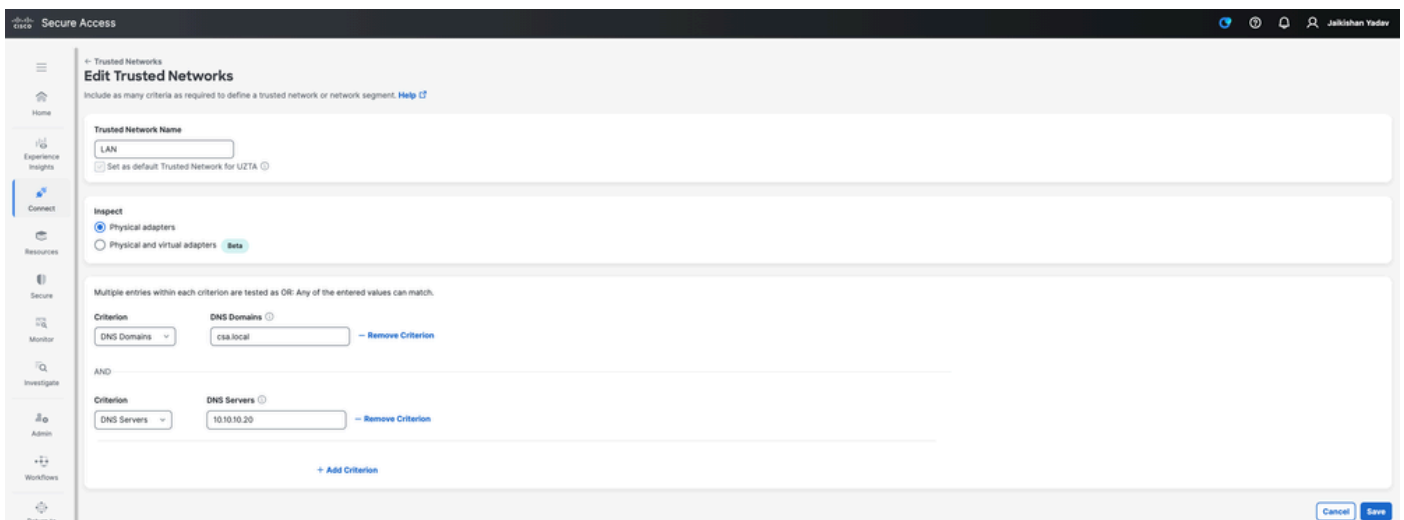 cisco Secure Access
Jaikishan Yadav
← Trusted Networks
Edit Trusted Networks
Include as many criteria as required to define a trusted network or network segment. Help
Home
Experience
Insights
Connect
Resources
Secure
Monitor
Investigate
Admin
Workflows
Trusted Network Name
LAN
Set as default Trusted Network for UZTA
Inspect
Physical adapters
Physical and virtual adapters Beta
Multiple entries within each criterion are tested as OR: Any of the entered values can match.
Criterion DNS Domains
DNS Domains csa.local — Remove Criterion
AND
Criterion DNS Servers
DNS Servers 10.10.10.20 — Remove Criterion
+ Add Criterion
Cancel Save